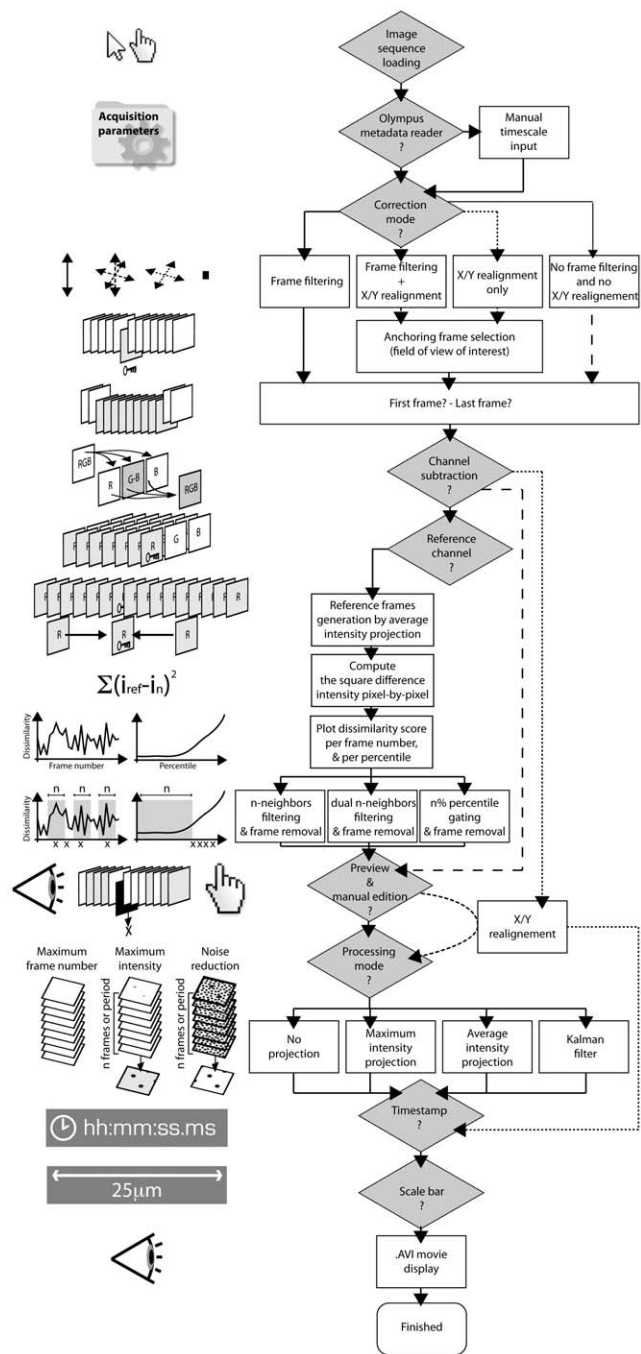 Image
sequence
loading
Acquisition
parameters
Olympus
metadata reader
?
Manual
timescale
input
Correction
mode
?
Frame filtering
Frame filtering
+
X/Y realignment
X/Y realignment
only
No frame filtering
and no
X/Y realignement
Anchoring frame selection
(field of view of interest)
First frame? - Last frame?
RGB
R
G-B
B
RGB
Channel
subtraction
?
R
G
B
Reference
channel
?
R
R
R
R
Reference frames
generation by average
intensity projection
Σ(iref-in)²
Compute
the square difference
intensity pixel-by-pixel
Dissimilarity
Frame number
Percentile
Plot dissimilarity score
per frame number,
& per percentile
Dissimilarity
n
n
n
n
x x x x
xxxx
n-neighbors
filtering
& frame removal
dual n-neighbors
filtering
& frame removal
n% percentile
gating
& frame removal
X
Preview
&
manual edition
?
X/Y
realignement
Maximum
frame number
Maximum
intensity
Noise
reduction
n frames or period
n frames or period
Processing
mode
?
No
projection
Maximum
intensity
projection
Average
intensity
projection
Kalman
filter
hh:mm:ss.ms
Timestamp
?
25µm
Scale bar
?
.AVI movie
display
Finished